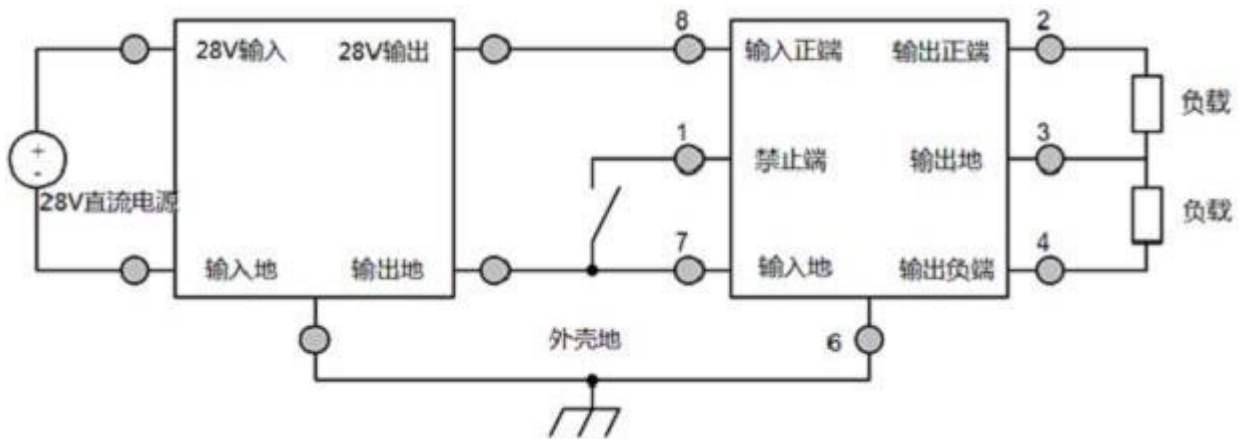 8 2
28V输入 28V输出 输入正端 输出正端
负载
+
1 3
禁止端 输出地
-
28V直流电源 负载
7 4
输入地 输出地 输入地 输出负端
外壳地 6